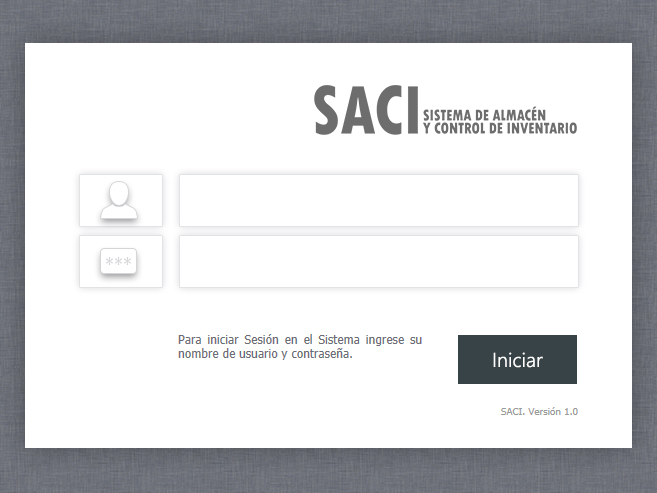 SACI SISTEMA DE ALMACÉN
Y CONTROL DE INVENTARIO
***
Para iniciar Sesión en el Sistema ingrese su
nombre de usuario y contraseña.
Iniciar
SACI. Versión 1.0